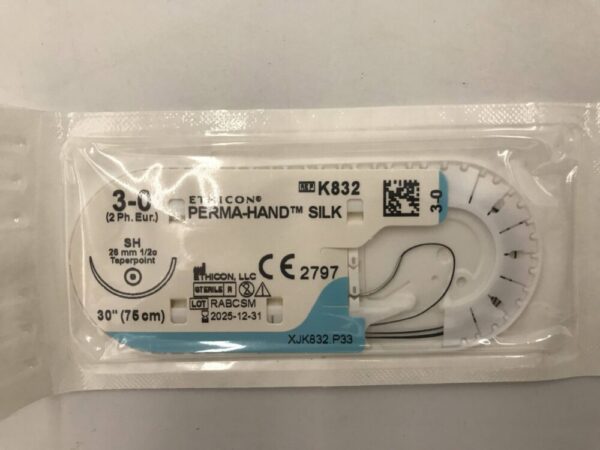 3-0
(2 Ph. Eur.)
ETHICON®
PERMA-HAND™ SILK
REF K832
3-0
SH
26 mm 1/2c
Taperpoint
ETHICON, LLC
CE 2797
STERILE R
LOT RABCSM
2025-12-31
30" (75 cm)
XJK832.P33